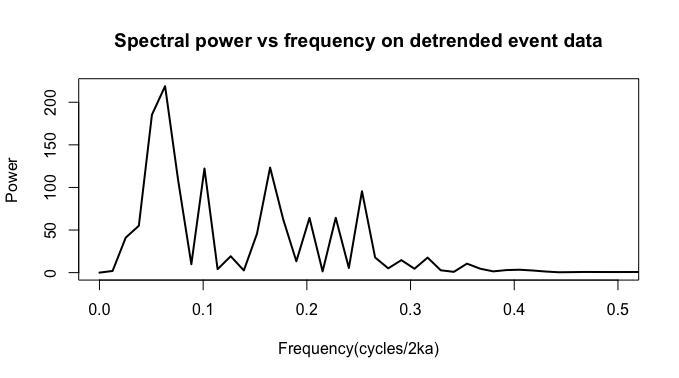 Spectral power vs frequency on detrended event data
200
150
100
50
0
Power
0.0 0.1 0.2 0.3 0.4 0.5
Frequency(cycles/2ka)